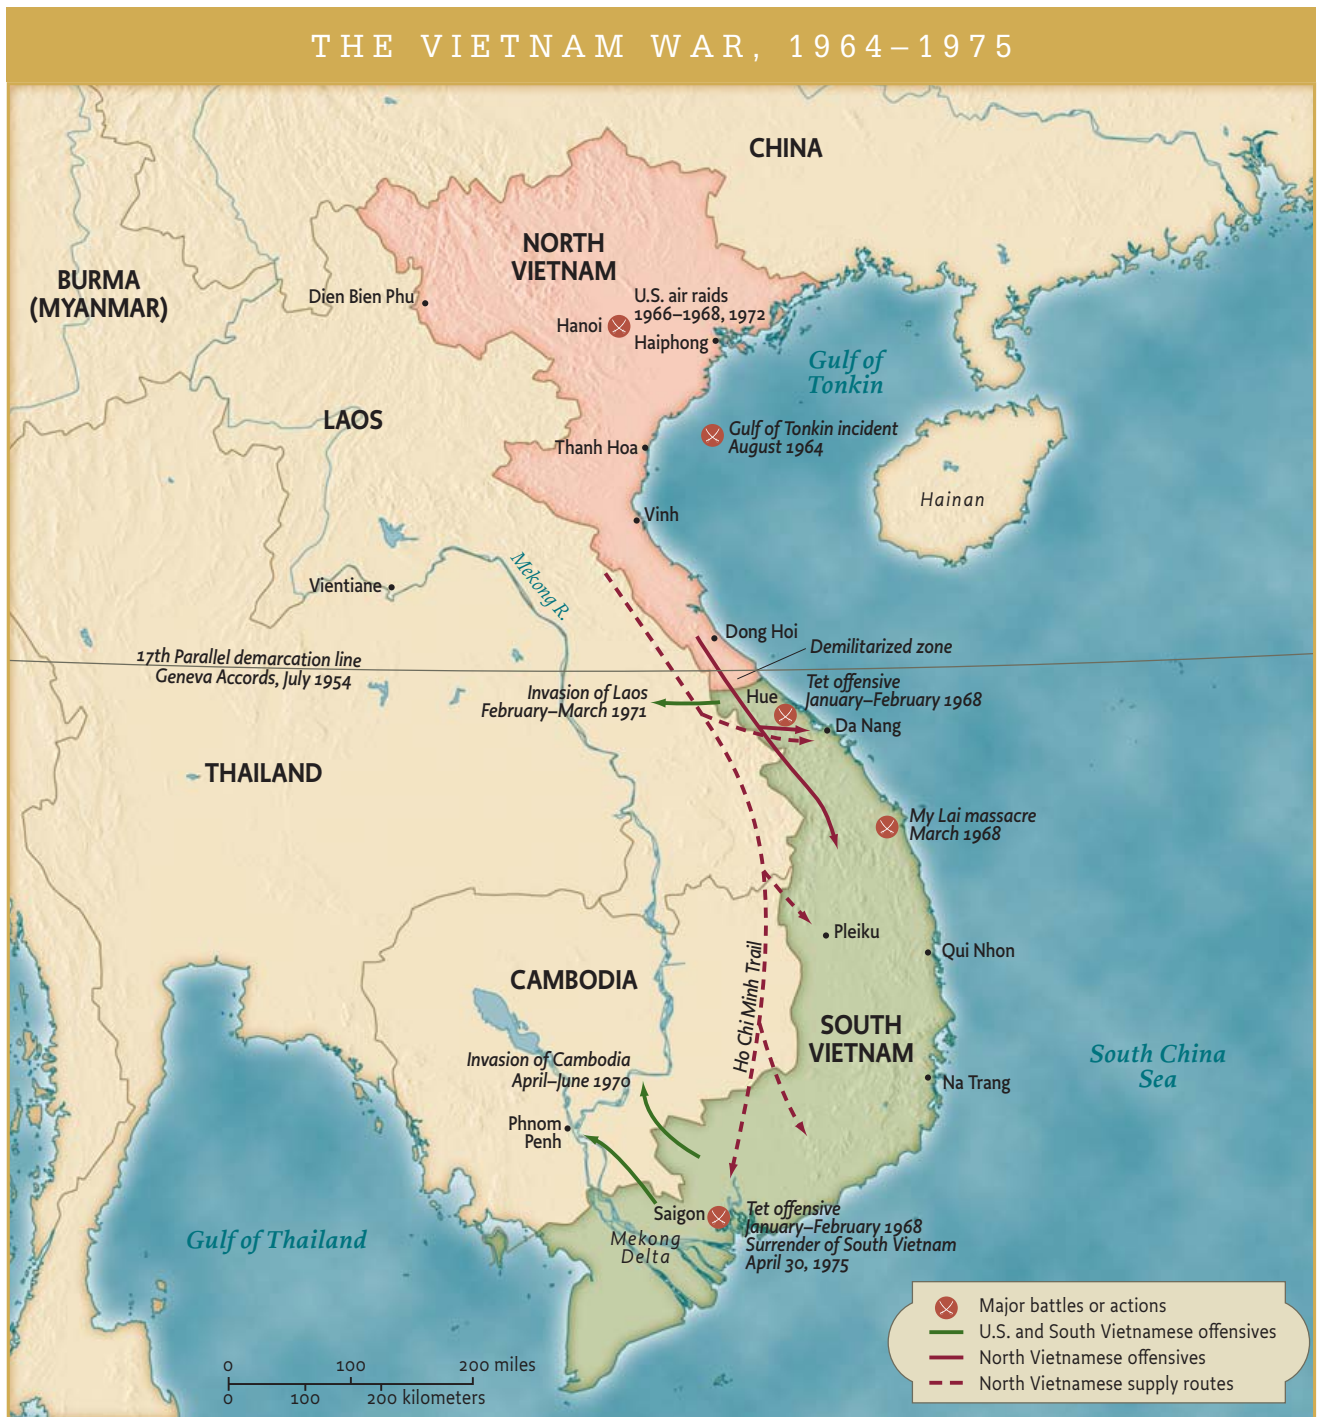 THE VIETNAM WAR, 1964–1975
CHINA
NORTH
VIETNAM
BURMA
(MYANMAR)
Dien Bien Phu
U.S. air raids
1966–1968, 1972
Hanoi
Haiphong
Gulf of
Tonkin
LAOS
Gulf of Tonkin incident
August 1964
Thanh Hoa
Hainan
Vinh
Mekong R.
Vientiane
Dong Hoi
Demilitarized zone
17th Parallel demarcation line
Geneva Accords, July 1954
Invasion of Laos
February–March 1971
Hue
Tet offensive
January–February 1968
Da Nang
THAILAND
My Lai massacre
March 1968
Pleiku
Qui Nhon
CAMBODIA
Ho Chi Minh Trail
SOUTH
VIETNAM
South China
Sea
Invasion of Cambodia
April–June 1970
Na Trang
Phnom
Penh
Saigon
Tet offensive
January–February 1968
Surrender of South Vietnam
April 30, 1975
Mekong
Delta
Gulf of Thailand
Major battles or actions
U.S. and South Vietnamese offensives
North Vietnamese offensives
North Vietnamese supply routes
0 100 200 miles
0 100 200 kilometers